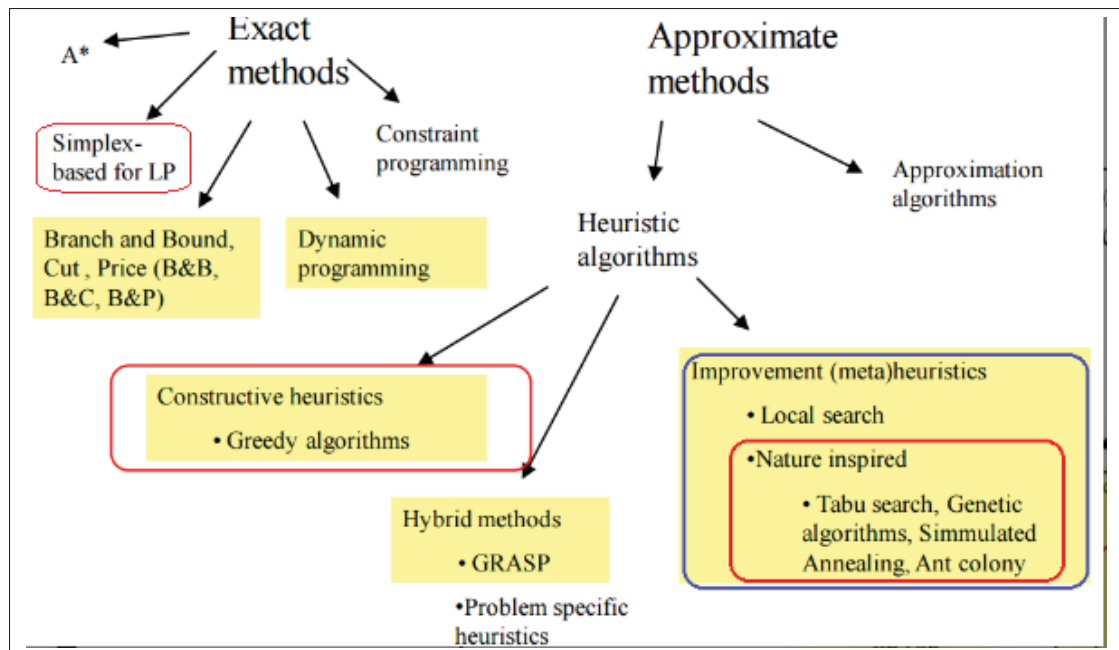 Exact
methods
A*
Simplex-
based for LP
Constraint
programming
Branch and Bound,
Cut , Price (B&B,
B&C, B&P)
Dynamic
programming
Approximate
methods
Approximation
algorithms
Heuristic
algorithms
Constructive heuristics
• Greedy algorithms
Hybrid methods
• GRASP
•Problem specific
heuristics
Improvement (meta)heuristics
• Local search
•Nature inspired
• Tabu search, Genetic
algorithms, Simmulated
Annealing, Ant colony